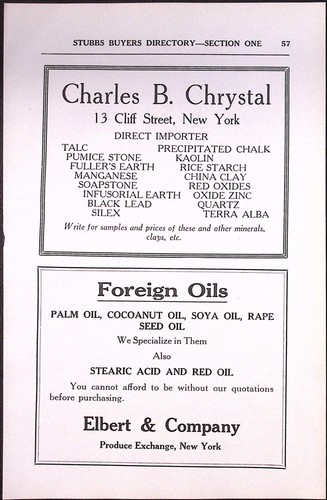 STUBBS BUYERS DIRECTORY—SECTION ONE 57
Charles B. Chrystal
13 Cliff Street, New York
DIRECT IMPORTER
TALC PRECIPITATED CHALK
PUMICE STONE KAOLIN
FULLER'S EARTH RICE STARCH
MANGANESE CHINA CLAY
SOAPSTONE RED OXIDES
INFUSORIAL EARTH OXIDE ZINC
BLACK LEAD QUARTZ
SILEX TERRA ALBA
Write for samples and prices of these and other minerals,
clays, etc.
Foreign Oils
PALM OIL, COCOANUT OIL, SOYA OIL, RAPE
SEED OIL
We Specialize in Them
Also
STEARIC ACID AND RED OIL
You cannot afford to be without our quotations
before purchasing.
Elbert & Company
Produce Exchange, New York